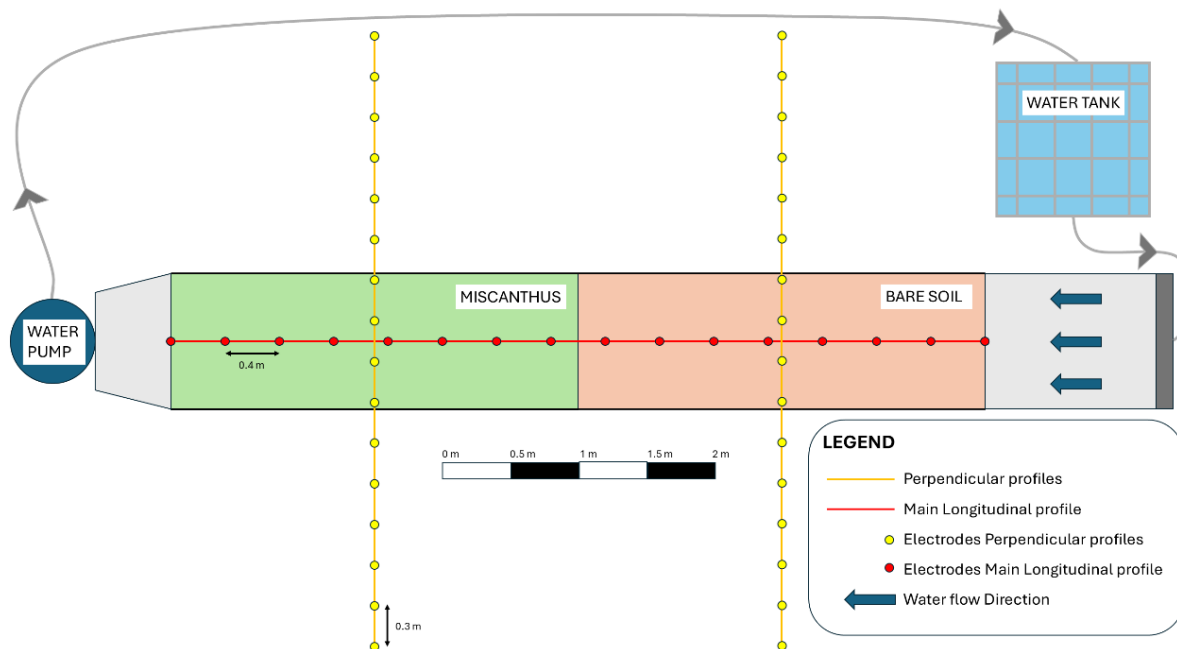 WATER TANK
MISCANTHUS
BARE SOIL
WATER
PUMP
0.4 m
0 m
0.5 m
1 m
1.5 m
2 m
LEGEND
Perpendicular profiles
Main Longitudinal profile
Electrodes Perpendicular profiles
Electrodes Main Longitudinal profile
Water flow Direction
0.3 m